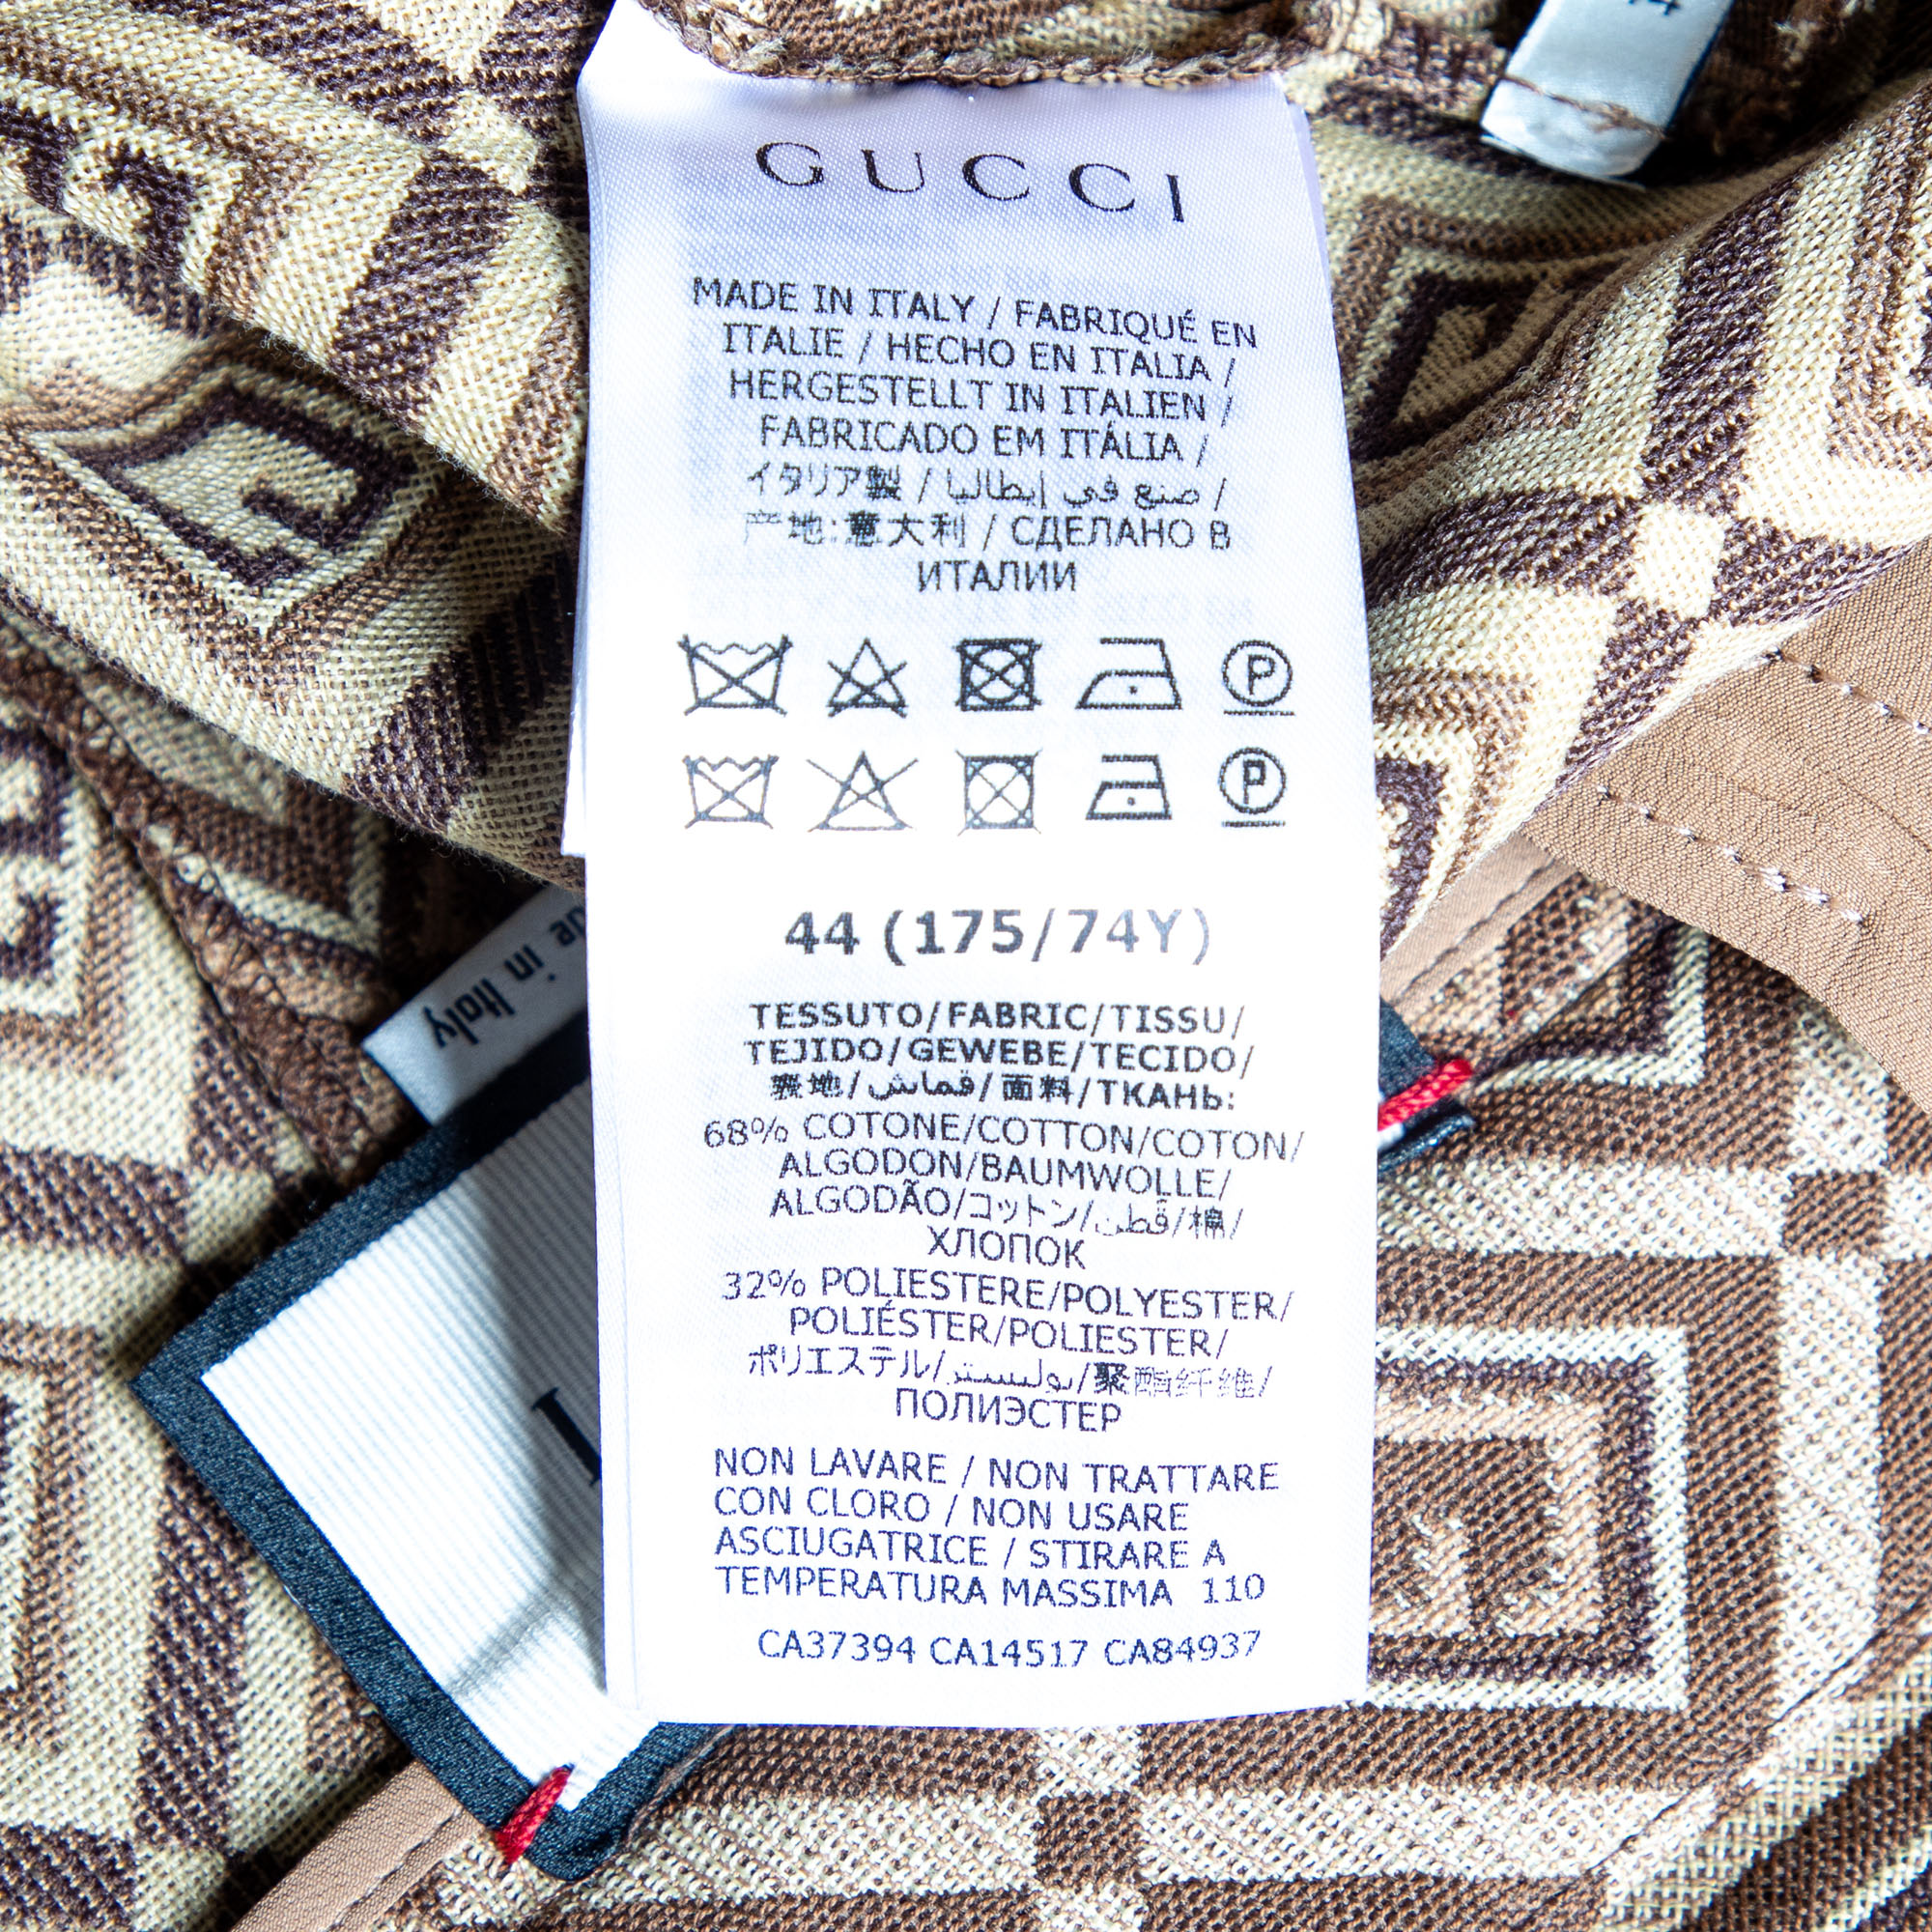 GUCCI
MADE IN ITALY / FABRIQUÉ EN
ITALIE / HECHO EN ITALIA /
HERGESTELLT IN ITALIEN /
FABRICADO EM ITÁLIA /
イタリア製 / صنع في إيطاليا /
产地:意大利 / СДЕЛАНО В
ИТАЛИИ
P
P
44 (175/74Y)
TESSUTO/FABRIC/TISSU/
TEJIDO/GEWEBE/TECIDO/
表地/قماش/面料/ТКАНЬ:
68% COTONE/COTTON/COTON/
ALGODON/BAUMWOLLE/
ALGODÃO/コットン/قطن/棉/
ХЛОПОК
32% POLIESTERE/POLYESTER/
POLIÉSTER/POLIESTER/
ポリエステル/بوليستر/聚酯纤维/
ПОЛИЭСТЕР
NON LAVARE / NON TRATTARE
CON CLORO / NON USARE
ASCIUGATRICE / STIRARE A
TEMPERATURA MASSIMA 110
CA37394 CA14517 CA84937
in Italy